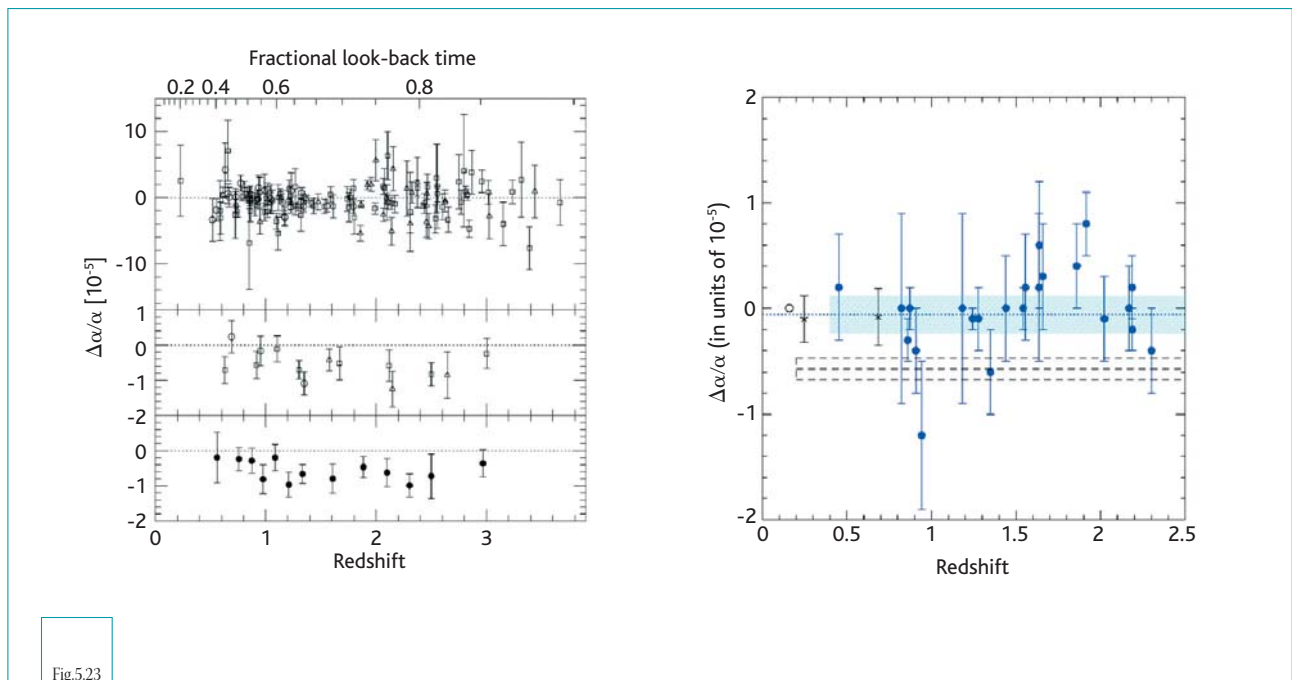 Fractional look-back time
0.2 0.4 0.6 0.8
10
0
-10
1
0
-1
-2
0
-1
-2
Δα/α [10⁻⁵]
0 1 2 3
Redshift
2
1
0
-1
-2
Δα/α (in units of 10⁻⁵)
0 0.5 1 1.5 2 2.5
Redshift
Fig.5.23